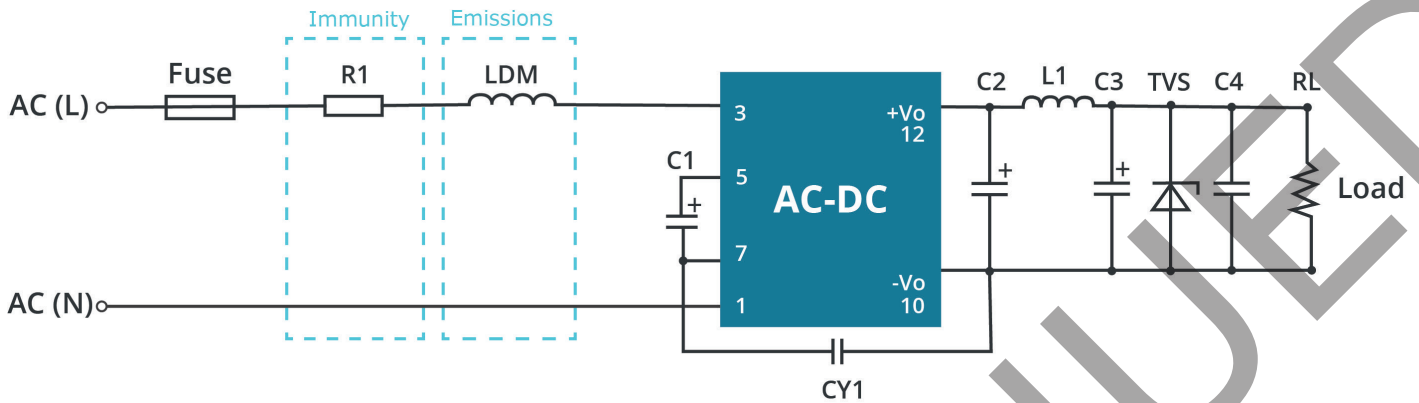 Immunity Emissions
Fuse R1 LDM C2 L1 C3 TVS C4 RL
AC (L) 3 +Vo
12
C1 5 AC-DC Load
+ + +
7 -Vo
AC (N) 1 10
CY1